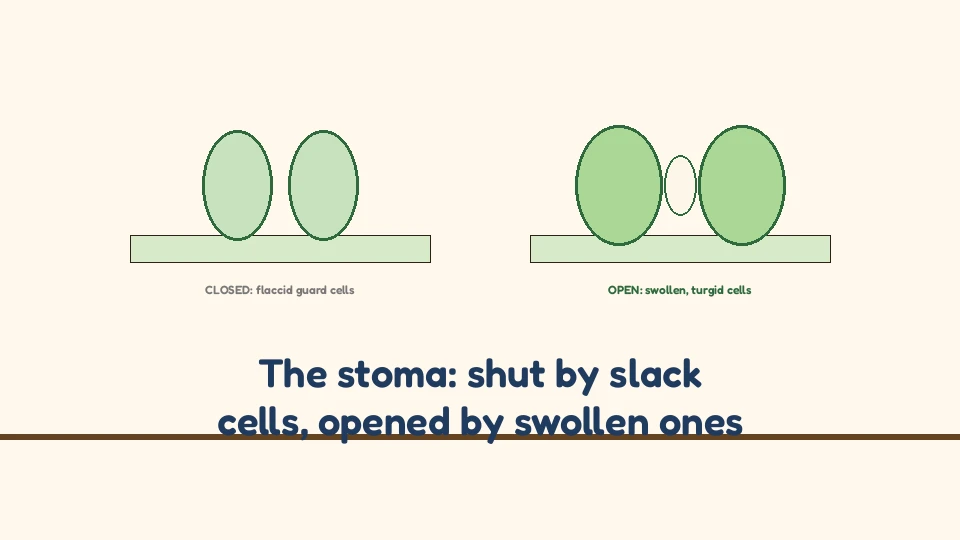 CLOSED: flaccid guard cells
OPEN: swollen, turgid cells
The stoma: shut by slack
cells, opened by swollen ones